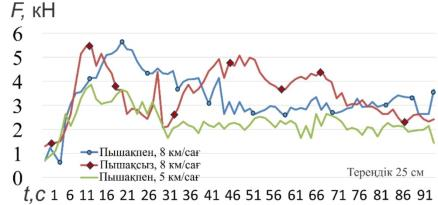 F, кН
6
5
4
3
2
1
0
Пышақпен, 8 км/сағ
Пышақсыз, 8 км/сағ
Пышақпен, 5 км/сағ
Тереңдік 25 см
t,c 1 6 11 16 21 26 31 36 41 46 51 56 61 66 71 76 81 86 91